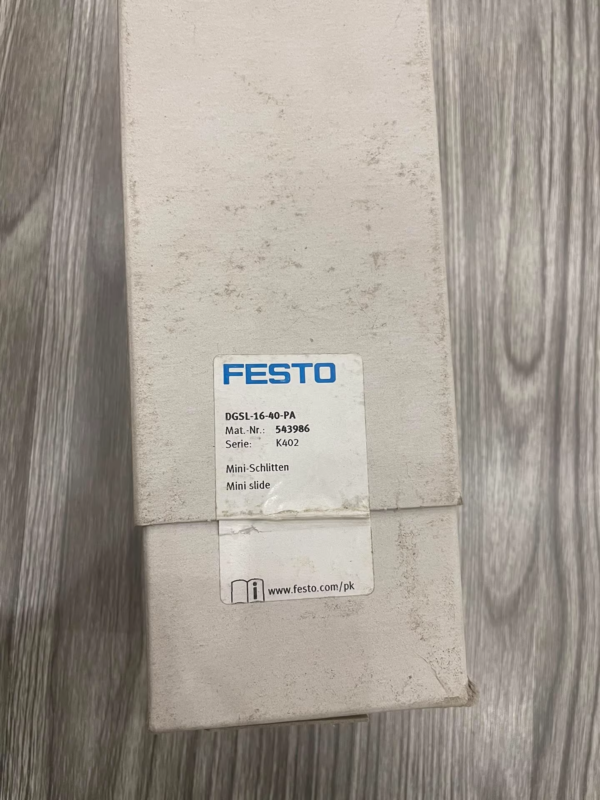 FESTO
DGSL-16-40-PA
Mat.-Nr.: 543986
Serie: K402
Mini-Schlitten
Mini slide
i www.festo.com/pk